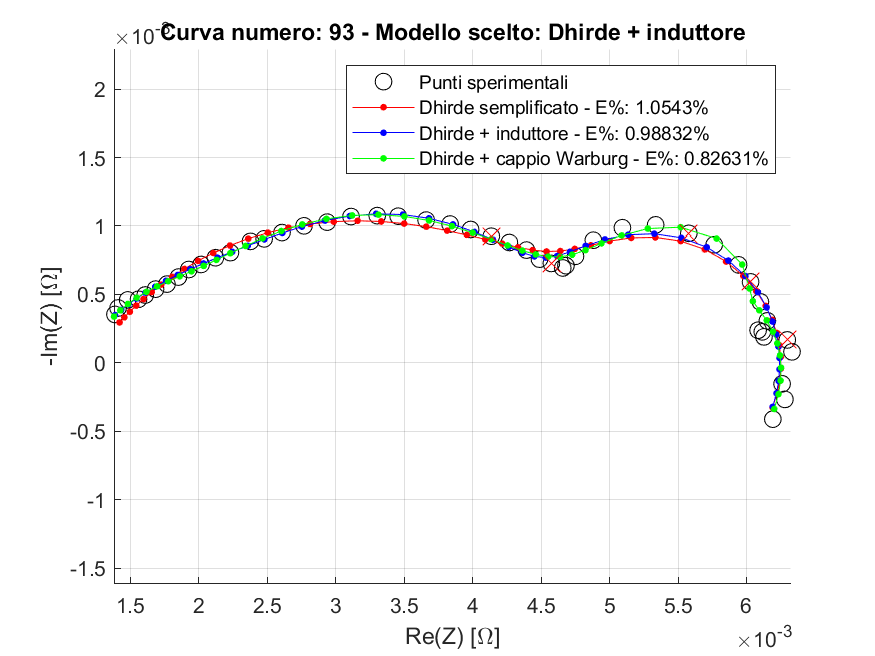 ×10⁻³
Curva numero: 93 - Modello scelto: Dhirde + induttore
Punti sperimentali
Dhirde semplificato - E%: 1.0543%
Dhirde + induttore - E%: 0.98832%
Dhirde + cappio Warburg - E%: 0.82631%
2
1.5
1
0.5
0
-0.5
-1
-1.5
-Im(Z) [Ω]
1.5 2 2.5 3 3.5 4 4.5 5 5.5 6
Re(Z) [Ω]
×10⁻³